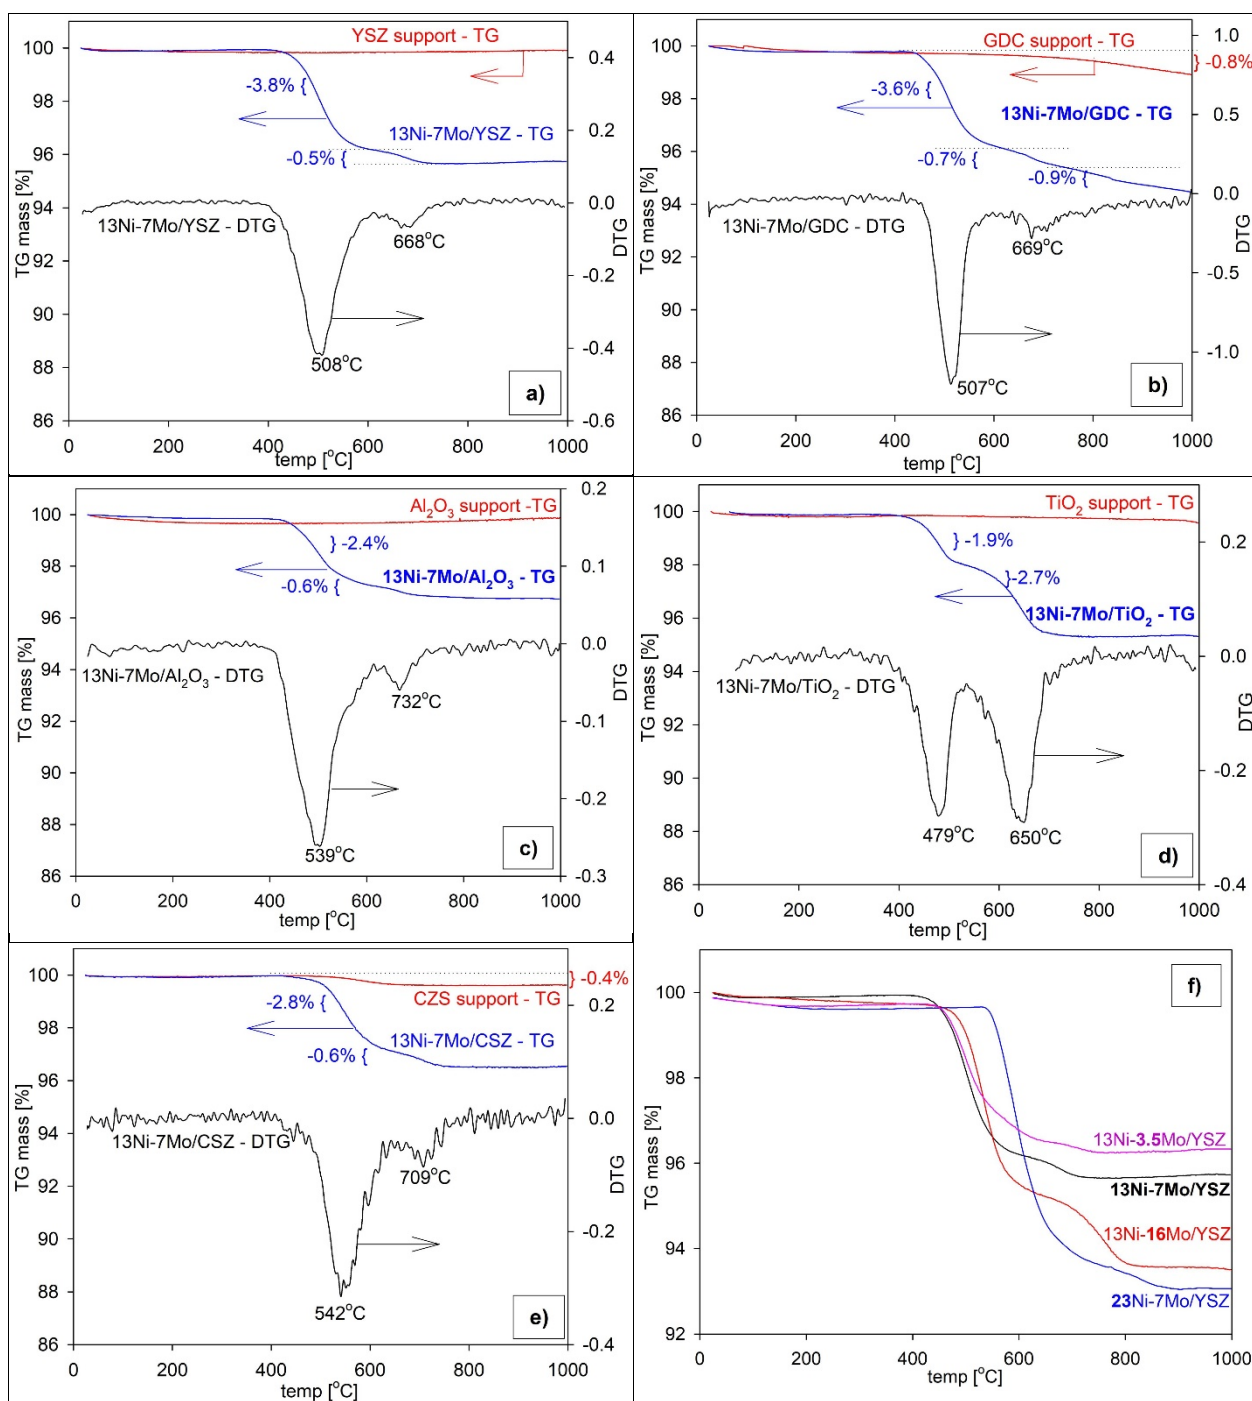 YSZ support - TG
-3.8% {
13Ni-7Mo/YSZ - TG
-0.5% {
13Ni-7Mo/YSZ - DTG
668°C
508°C
a)
TG mass [%]
100
98
96
94
92
90
88
86
0.4
0.2
0.0
-0.2
-0.4
-0.6
DTG
0 200 400 600 800 1000
temp [°C]
GDC support - TG
} -0.8%
-3.6% {
13Ni-7Mo/GDC - TG
-0.7% {
-0.9% {
13Ni-7Mo/GDC - DTG
669°C
507°C
b)
TG mass [%]
100
98
96
94
92
90
88
86
1.0
0.5
0.0
-0.5
-1.0
DTG
0 200 400 600 800 1000
temp [°C]
Al₂O₃ support -TG
} -2.4%
-0.6% {
13Ni-7Mo/Al₂O₃ - TG
13Ni-7Mo/Al₂O₃ - DTG
732°C
539°C
c)
TG mass [%]
100
98
96
94
92
90
88
86
0.2
0.1
0.0
-0.1
-0.2
-0.3
DTG
0 200 400 600 800 1000
temp [°C]
TiO₂ support - TG
} -1.9%
}-2.7%
13Ni-7Mo/TiO₂ - TG
13Ni-7Mo/TiO₂ - DTG
479°C
650°C
d)
TG mass [%]
100
98
96
94
92
90
88
86
0.2
0.0
-0.2
-0.4
DTG
0 200 400 600 800 1000
temp [°C]
} -0.4%
CZS support - TG
-2.8% {
13Ni-7Mo/CSZ - TG
-0.6% {
13Ni-7Mo/CSZ - DTG
709°C
542°C
e)
TG mass [%]
100
98
96
94
92
90
88
86
0.2
0.0
-0.2
-0.4
DTG
0 200 400 600 800 1000
temp [°C]
f)
13Ni-3.5Mo/YSZ
13Ni-7Mo/YSZ
13Ni-16Mo/YSZ
23Ni-7Mo/YSZ
TG mass [%]
100
98
96
94
92
0 200 400 600 800 1000
temp [°C]